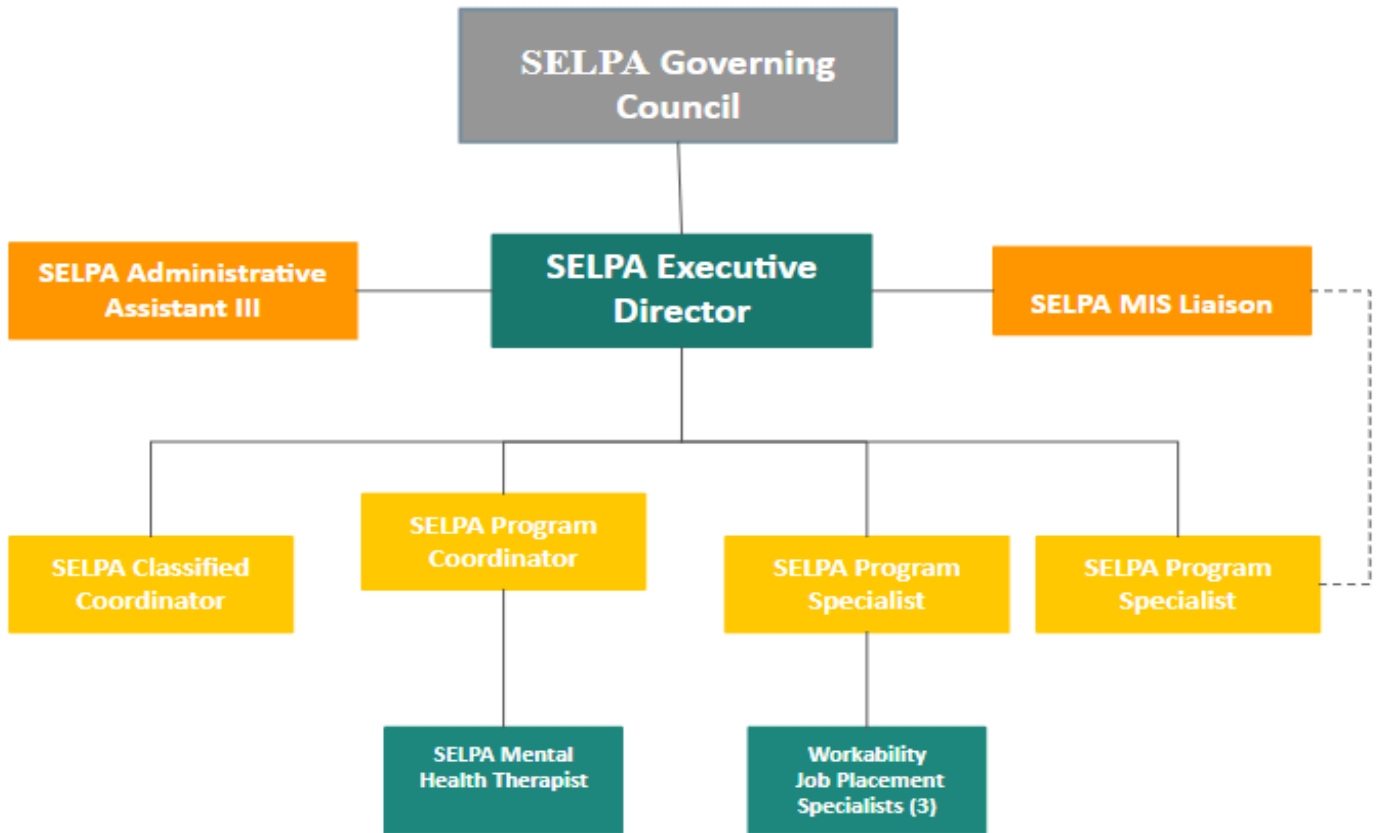 SELPA Governing
Council
SELPA Administrative
Assistant III
SELPA Executive
Director
SELPA MIS Liaison
SELPA Classified
Coordinator
SELPA Program
Coordinator
SELPA Program
Specialist
SELPA Program
Specialist
SELPA Mental
Health Therapist
Workability
Job Placement
Specialists (3)